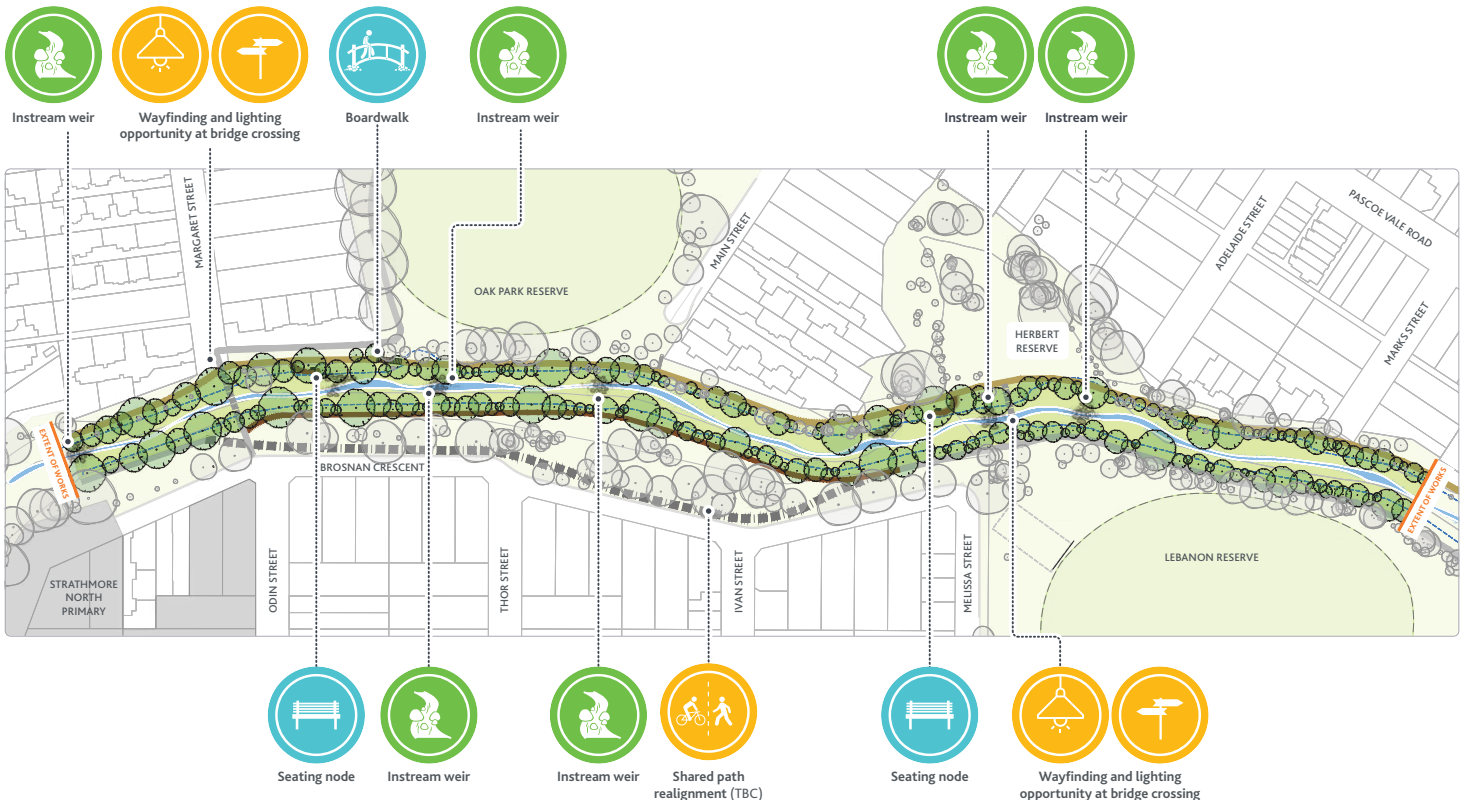 Instream weir
Wayfinding and lighting
opportunity at bridge crossing
Boardwalk
Instream weir
Instream weir
Instream weir
MARGARET STREET
OAK PARK RESERVE
MAIN STREET
ADELAIDE STREET
PASCOE VALE ROAD
HERBERT
RESERVE
MARKS STREET
EXTENT OF WORKS
BROSNAN CRESCENT
EXTENT OF WORKS
STRATHMORE
NORTH
PRIMARY
ODIN STREET
THOR STREET
IVAN STREET
MELISSA STREET
LEBANON RESERVE
Seating node
Instream weir
Instream weir
Shared path
realignment (TBC)
Seating node
Wayfinding and lighting
opportunity at bridge crossing